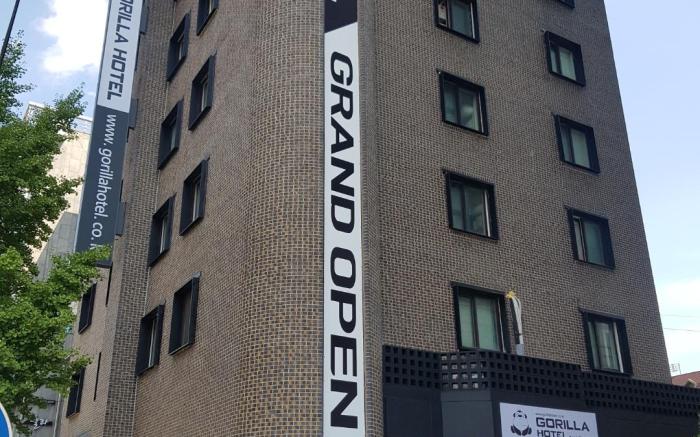 GORILLA HOTEL
www.gorillahotel.co.k
GRAND OPEN
GORILLA
HOTEL